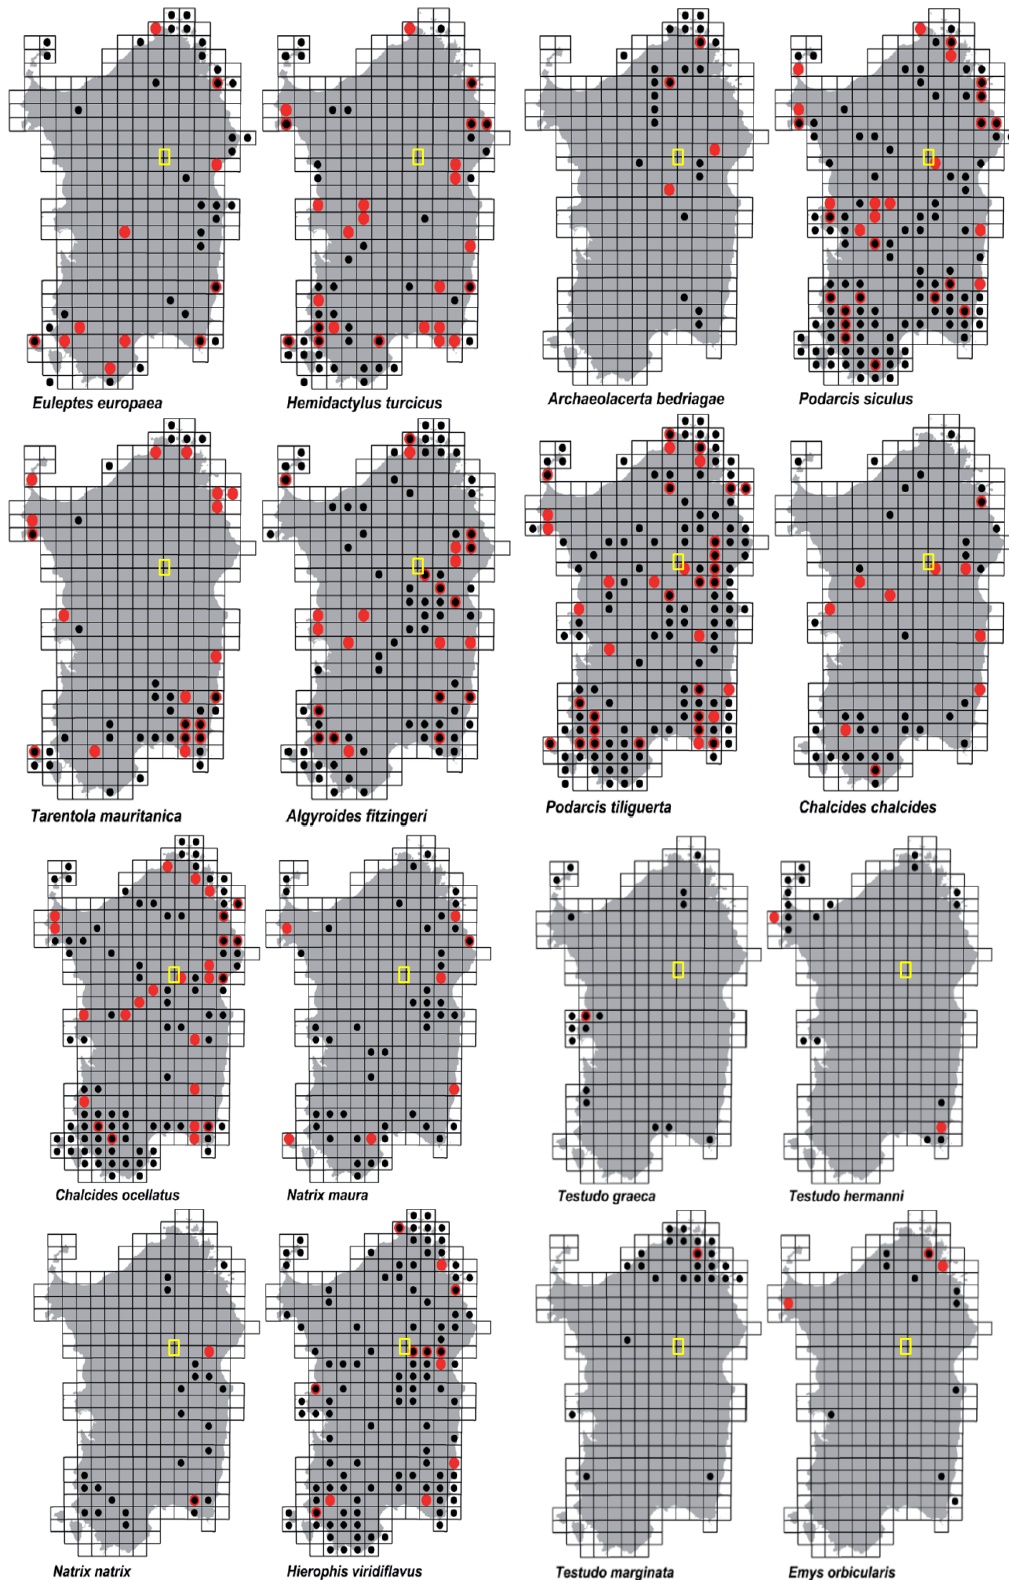 Euleptes europaea
Hemidactylus turcicus
Archaeolacerta bedriagae
Podarcis siculus
Tarentola mauritanica
Algyroides fitzingeri
Podarcis tiliguerta
Chalcides chalcides
Chalcides ocellatus
Natrix maura
Testudo graeca
Testudo hermanni
Natrix natrix
Hierophis viridiflavus
Testudo marginata
Emys orbicularis